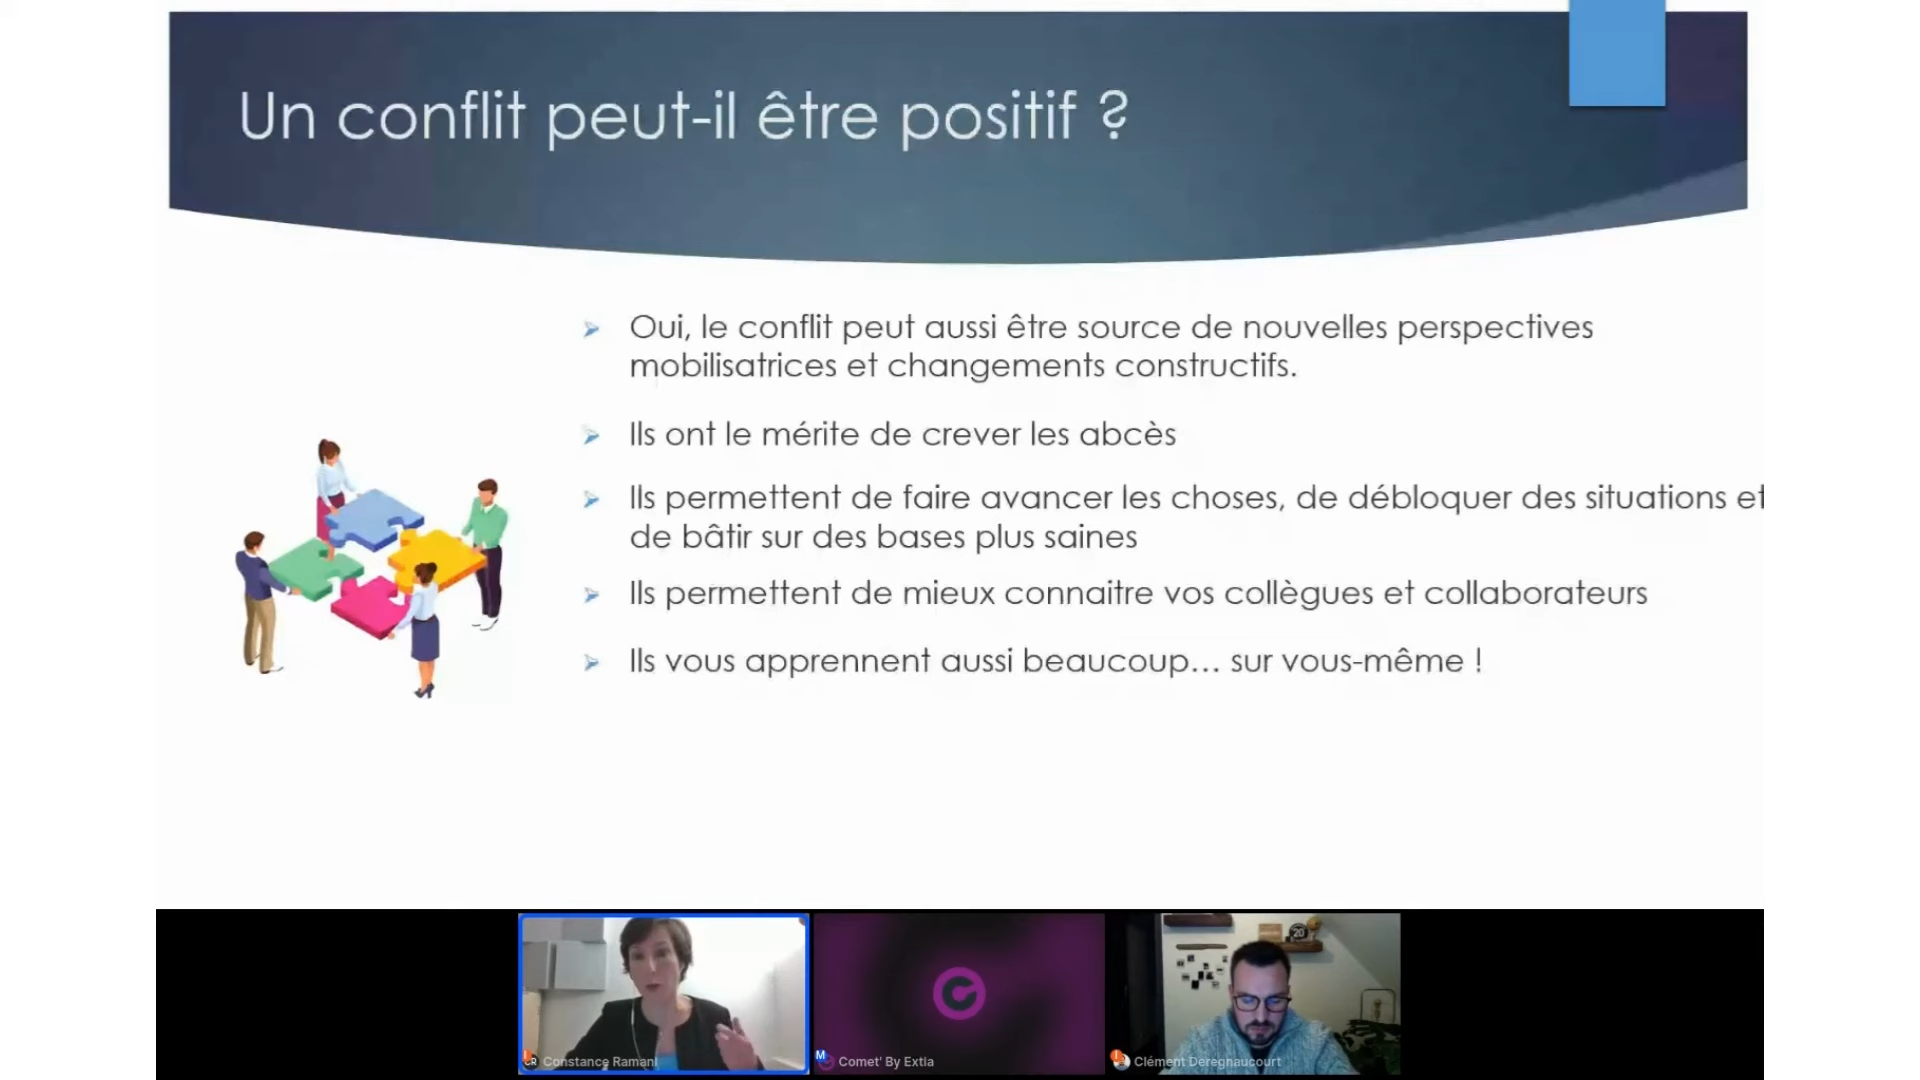 Un conflit peut-il être positif ?
Oui, le conflit peut aussi être source de nouvelles perspectives
mobilisatrices et changements constructifs.
Ils ont le mérite de crever les abcès
Ils permettent de faire avancer les choses, de débloquer des situations et
de bâtir sur des bases plus saines
Ils permettent de mieux connaitre vos collègues et collaborateurs
Ils vous apprennent aussi beaucoup... sur vous-même !
20
CR Constance Ramani
M Comet' By Extia
Clément Deregnaucourt